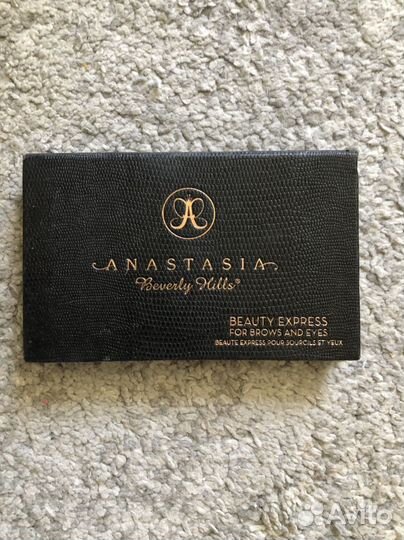 ANASTASIA
Beverly Hills®
BEAUTY EXPRESS
FOR BROWS AND EYES
BEAUTE EXPRESS POUR SOURCILS ET YEUX
Avito